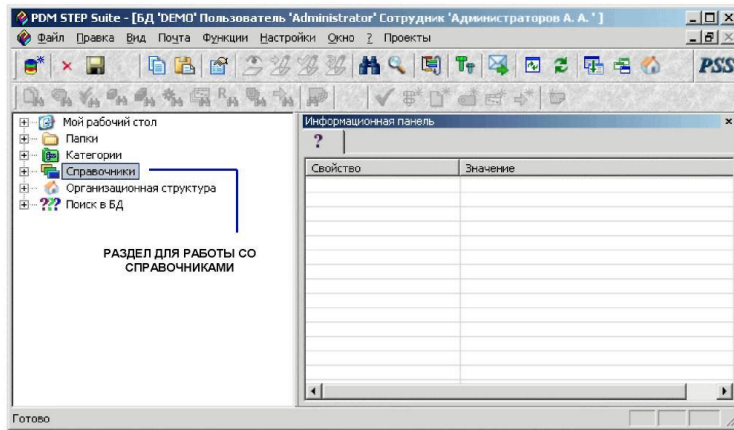 PDM STEP Suite - [БД 'DEMO' Пользователь 'Administrator' Сотрудник 'Администраторов А. А. ' ]
Файл Правка Вид Почта Функции Настройки Окно ? Проекты
PSS
Мой рабочий стол
Папки
Категории
Справочники
Организационная структура
??? Поиск в БД
РАЗДЕЛ ДЛЯ РАБОТЫ СО
СПРАВОЧНИКАМИ
Информационная панель
?
Свойство Значение
Готово